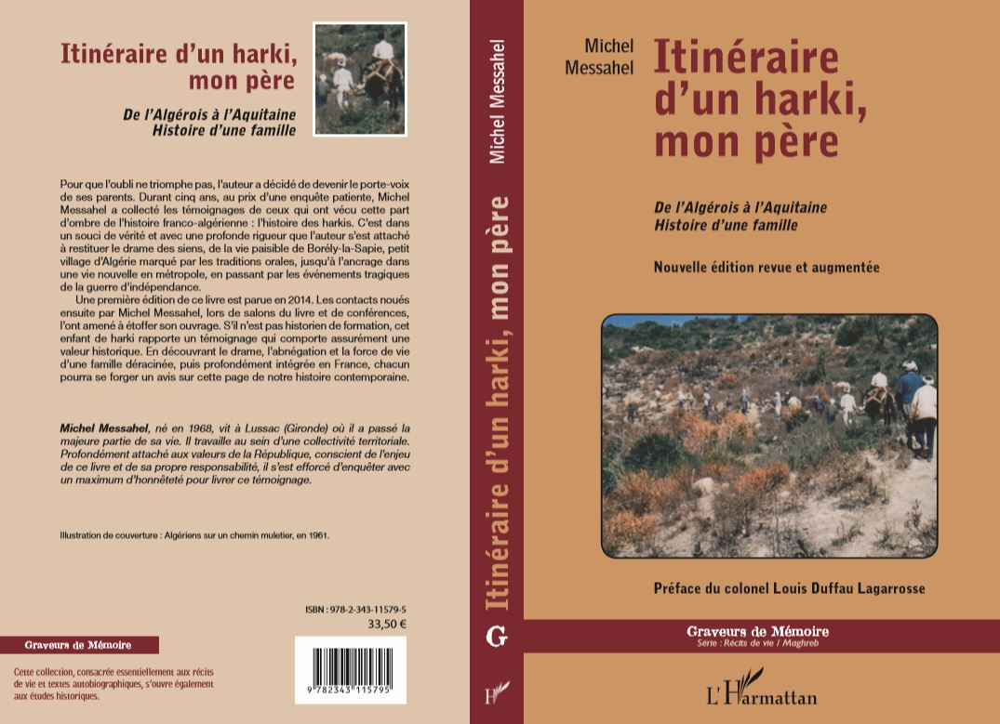 Itinéraire d'un harki,
mon père
De l'Algérois à l'Aquitaine
Histoire d'une famille
Pour que l'oubli ne triomphe pas, l'auteur a décidé de devenir le porte-voix
de ses parents. Durant cinq ans, au prix d'une enquête patiente, Michel
Messahel a collecté les témoignages de ceux qui ont vécu cette part
d'ombre de l'histoire franco-algérienne : l'histoire des harkis. C'est dans
un souci de vérité et avec une profonde rigueur que l'auteur s'est attaché
à restituer le drame des siens, de la vie paisible de Borély-la-Sapie, petit
village d'Algérie marqué par les traditions orales, jusqu'à l'ancrage dans
une vie nouvelle en métropole, en passant par les événements tragiques
de la guerre d'indépendance.
Une première édition de ce livre est parue en 2014. Les contacts noués
ensuite par Michel Messahel, lors de salons du livre et de conférences,
l'ont amené à étoffer son ouvrage. S'il n'est pas historien de formation, cet
enfant de harki rapporte un témoignage qui comporte assurément une
valeur historique. En découvrant le drame, l'abnégation et la force de vie
d'une famille déracinée, puis profondément intégrée en France, chacun
pourra se forger un avis sur cette page de notre histoire contemporaine.
Michel Messahel, né en 1968, vit à Lussac (Gironde) où il a passé la
majeure partie de sa vie. Il travaille au sein d'une collectivité territoriale.
Profondément attaché aux valeurs de la République, conscient de l'enjeu
de ce livre et de sa propre responsabilité, il s'est efforcé d'enquêter avec
un maximum d'honnêteté pour livrer ce témoignage.
Illustration de couverture : Algériens sur un chemin muletier, en 1961.
ISBN : 978-2-343-11579-5
33,50 €
9 782343 115795
Graveurs de Mémoire
Cette collection, consacrée essentiellement aux récits
de vie et textes autobiographiques, s'ouvre également
aux études historiques.
Michel Messahel
Itinéraire d'un harki, mon père
G
H
Michel
Messahel
Itinéraire
d'un harki,
mon père
De l'Algérois à l'Aquitaine
Histoire d'une famille
Nouvelle édition revue et augmentée
Préface du colonel Louis Duffau Lagarrosse
Graveurs de Mémoire
Série : Récits de vie / Maghreb
L'Harmattan